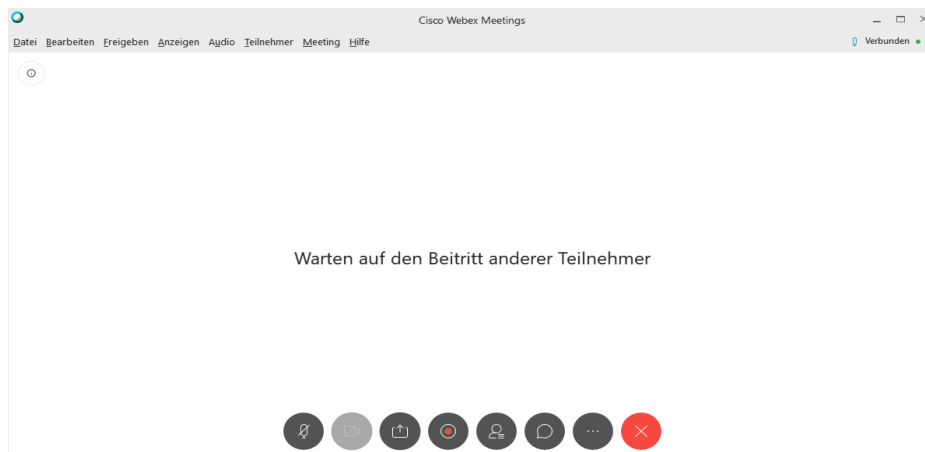 Cisco Webex Meetings
Datei Bearbeiten Freigeben Anzeigen Audio Teilnehmer Meeting Hilfe Verbunden
Warten auf den Beitritt anderer Teilnehmer